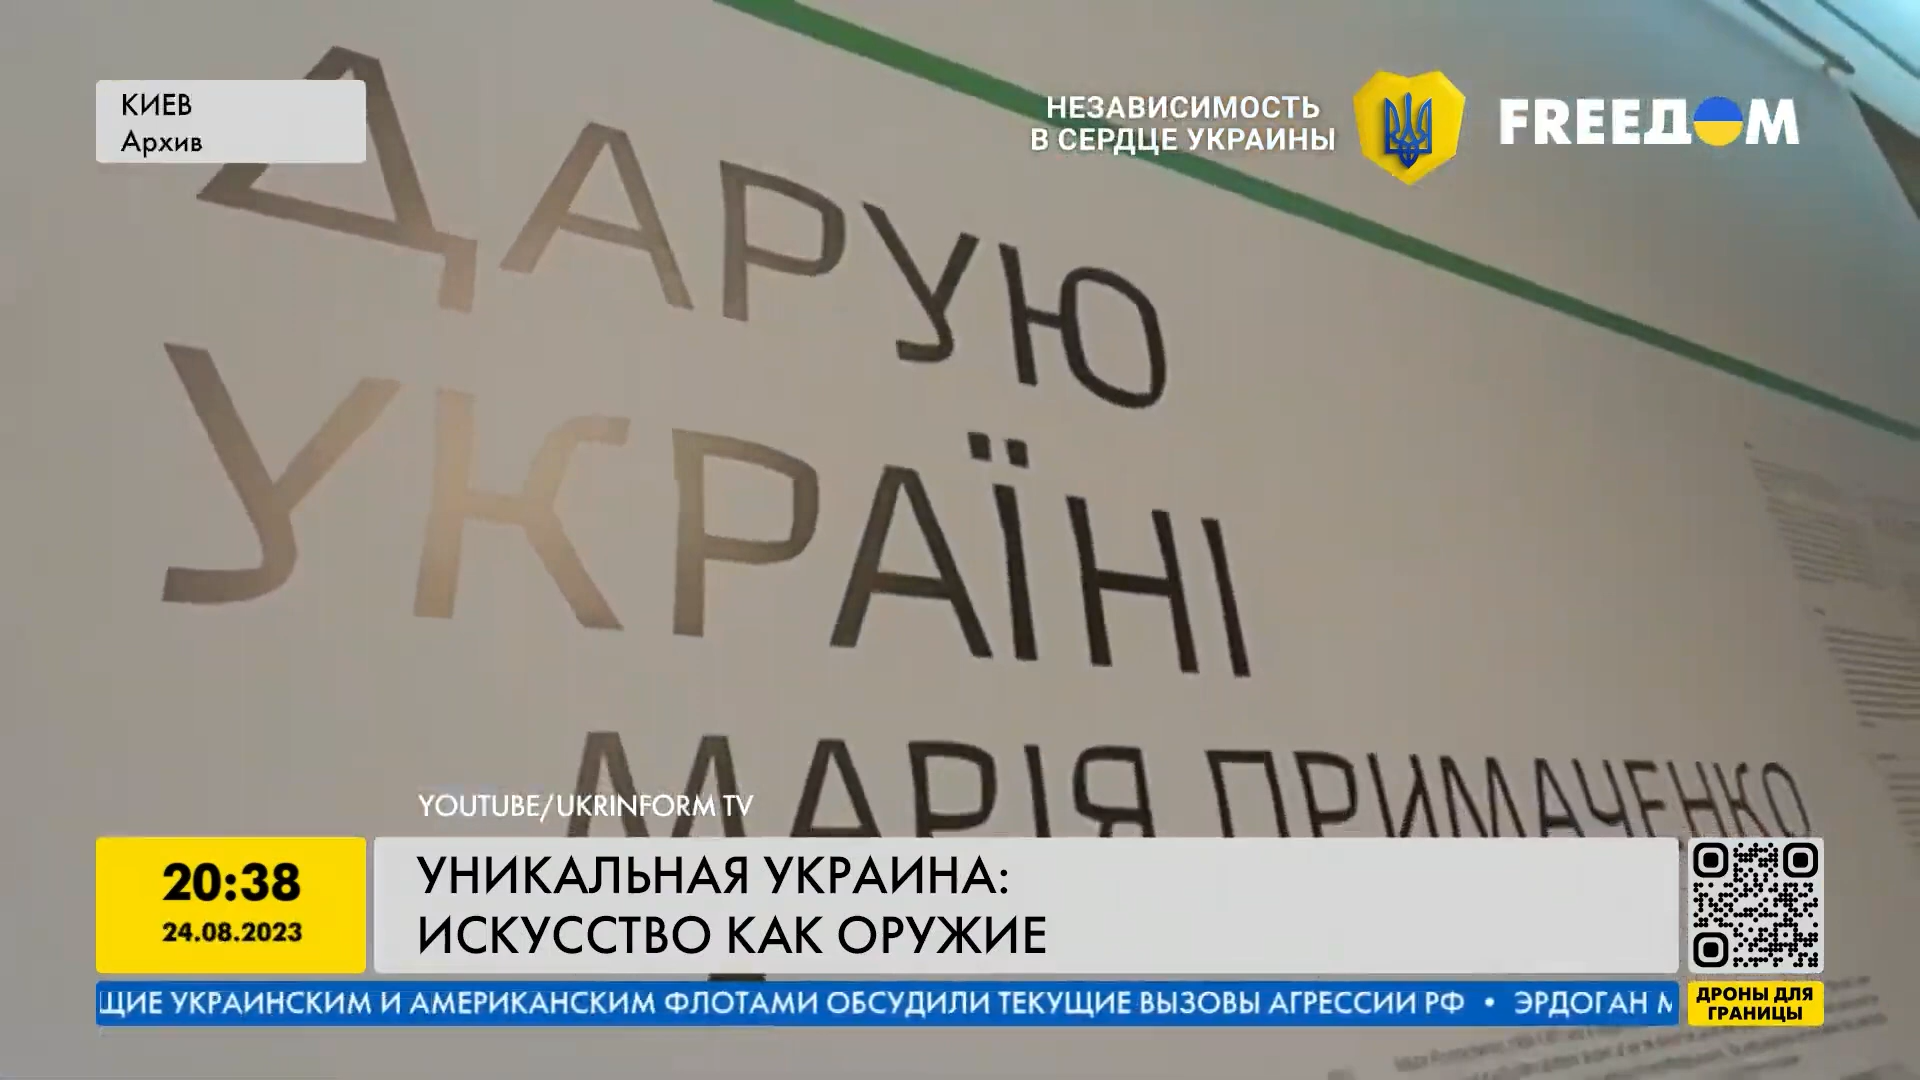 КИЕВ
Архив
НЕЗАВИСИМОСТЬ
В СЕРДЦЕ УКРАИНЫ
FREEДOM
ДАРУЮ
УКРАЇНІ
МАРІЯ ПРИМАЧЕНКО
YOUTUBE/UKRINFORM TV
20:38
24.08.2023
УНИКАЛЬНАЯ УКРАИНА:
ИСКУССТВО КАК ОРУЖИЕ
ЩИЕ УКРАИНСКИМ И АМЕРИКАНСКИМ ФЛОТАМИ ОБСУДИЛИ ТЕКУЩИЕ ВЫЗОВЫ АГРЕССИИ РФ • ЭРДОГАН М
ДРОНЫ ДЛЯ
ГРАНИЦЫ